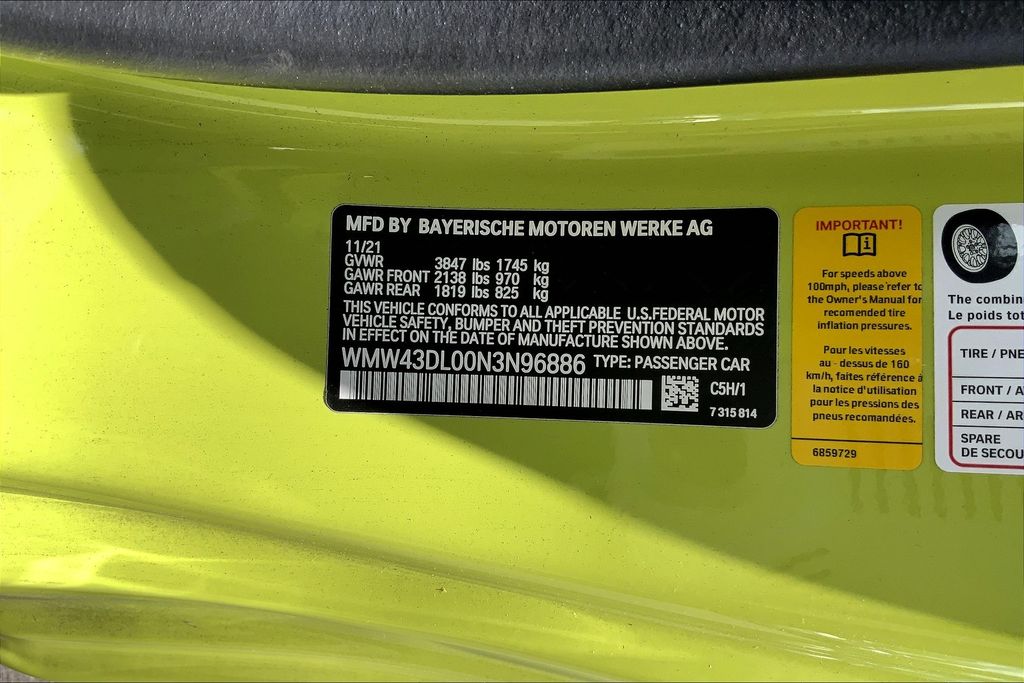 MFD BY BAYERISCHE MOTOREN WERKE AG
11/21
GVWR 3847 lbs 1745 kg
GAWR FRONT 2138 lbs 970 kg
GAWR REAR 1819 lbs 825 kg
THIS VEHICLE CONFORMS TO ALL APPLICABLE U.S.FEDERAL MOTOR
VEHICLE SAFETY, BUMPER AND THEFT PREVENTION STANDARDS
IN EFFECT ON THE DATE OF MANUFACTURE SHOWN ABOVE.
WMW43DL00N3N96886 TYPE: PASSENGER CAR
C5H/1
7 315 814
IMPORTANT!
For speeds above
100mph, please refer to
the Owner's Manual for
recomended tire
inflation pressures.
Pour les vitesses
au - dessus de 160
km/h, faites référence à
la notice d'utilisation
pour les pressions des
pneus recomandées.
6859729
The combin
Le poids tot
TIRE / PNE
FRONT / A
REAR / AR
SPARE
DE SECOU